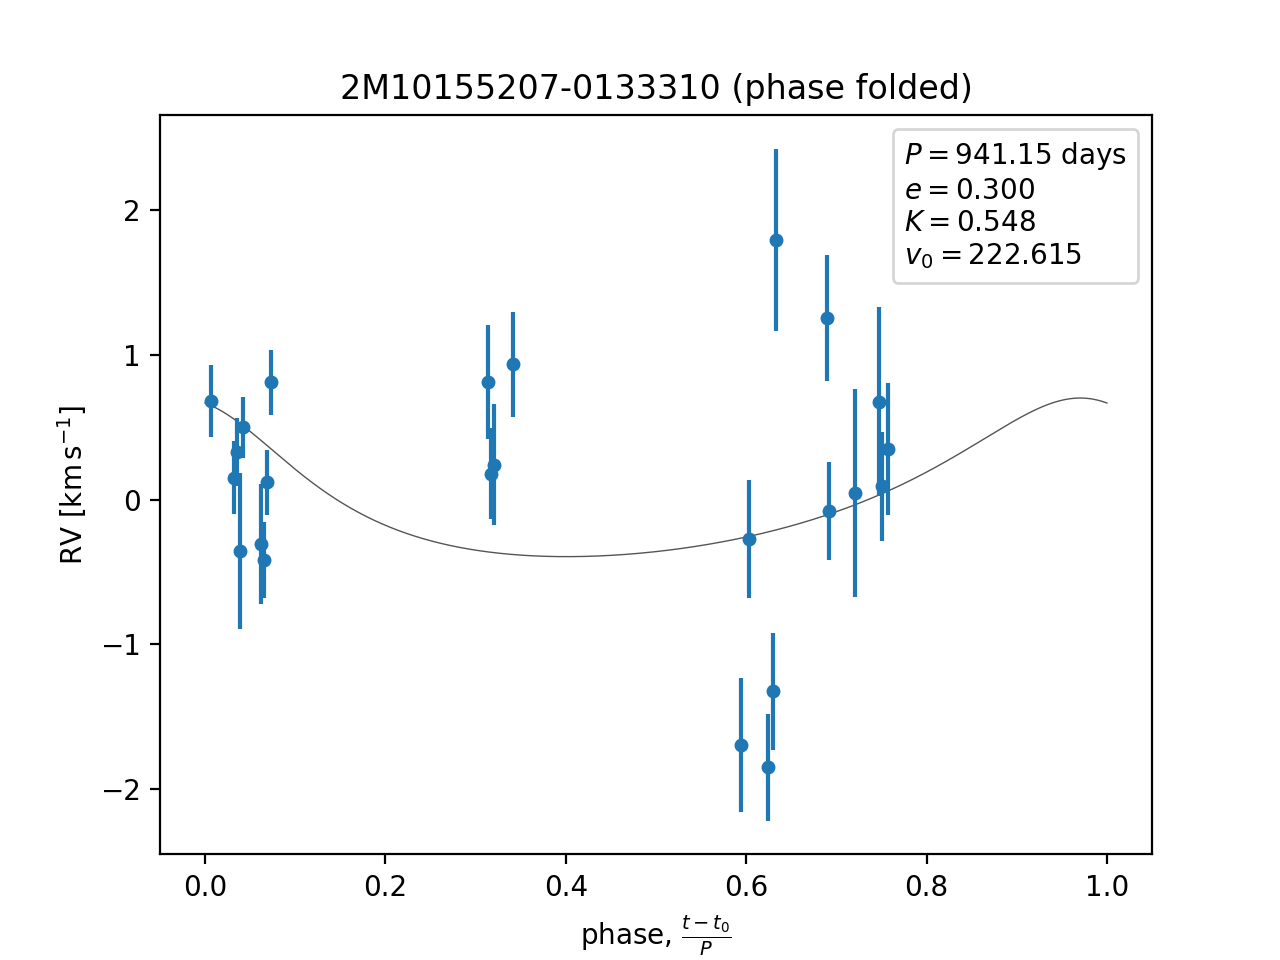 2M10155207-0133310 (phase folded)
P = 941.15 days
e = 0.300
K = 0.548
v₀ = 222.615
2
1
0
−1
−2
RV [km s⁻¹]
0.0 0.2 0.4 0.6 0.8 1.0
phase, (t − t₀)/P